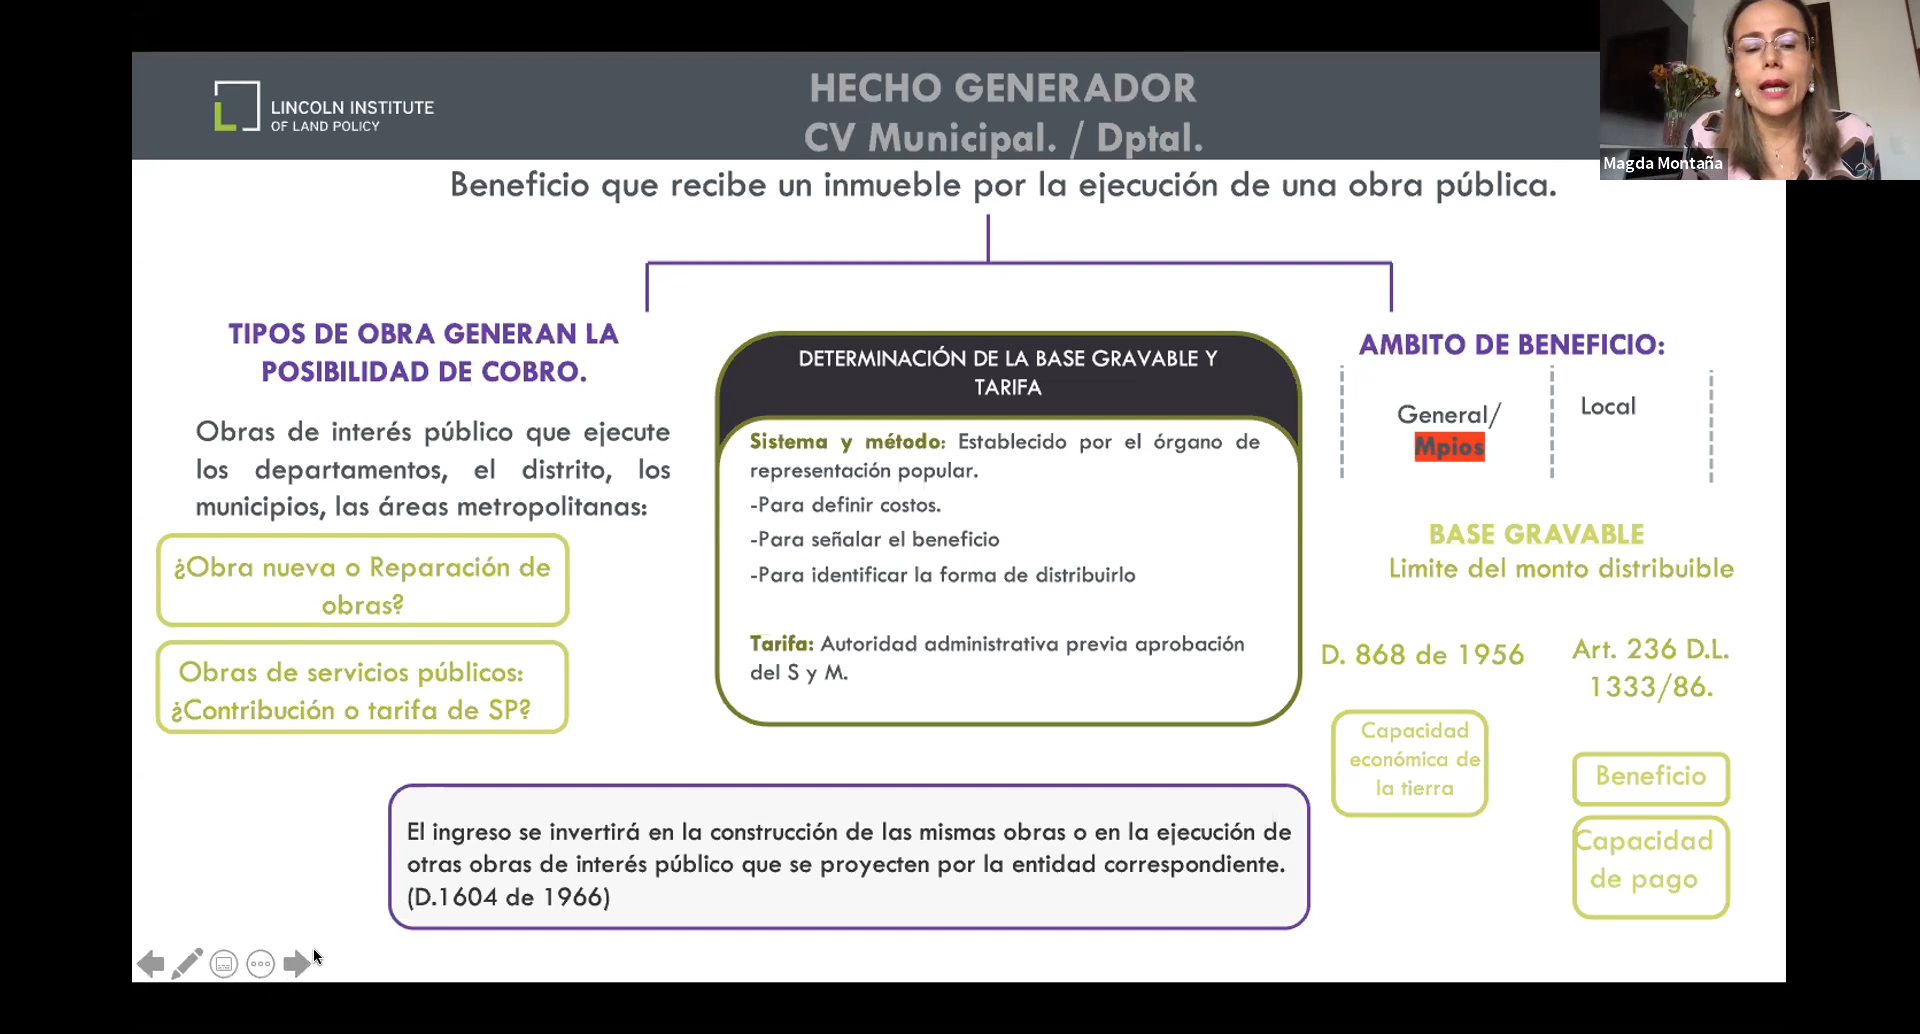 LINCOLN INSTITUTE
OF LAND POLICY
HECHO GENERADOR
CV Municipal. / Dptal.
Magda Montaña
Beneficio que recibe un inmueble por la ejecución de una obra pública.
TIPOS DE OBRA GENERAN LA
POSIBILIDAD DE COBRO.
Obras de interés público que ejecute
los departamentos, el distrito, los
municipios, las áreas metropolitanas:
¿Obra nueva o Reparación de
obras?
Obras de servicios públicos:
¿Contribución o tarifa de SP?
DETERMINACIÓN DE LA BASE GRAVABLE Y
TARIFA
Sistema y método: Establecido por el órgano de
representación popular.
-Para definir costos.
-Para señalar el beneficio
-Para identificar la forma de distribuirlo
Tarifa: Autoridad administrativa previa aprobación
del S y M.
AMBITO DE BENEFICIO:
General/
Mpios
Local
BASE GRAVABLE
Limite del monto distribuible
D. 868 de 1956
Art. 236 D.L.
1333/86.
Capacidad
económica de
la tierra
Beneficio
Capacidad
de pago
El ingreso se invertirá en la construcción de las mismas obras o en la ejecución de
otras obras de interés público que se proyecten por la entidad correspondiente.
(D.1604 de 1966)